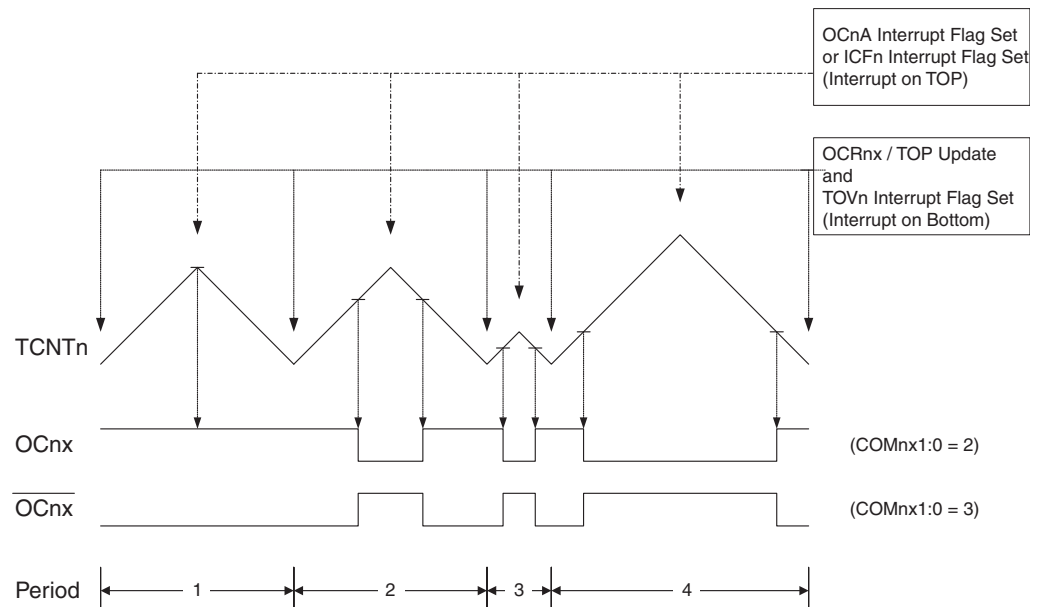 OCnA Interrupt Flag Set
or ICFn Interrupt Flag Set
(Interrupt on TOP)
OCRnx / TOP Update
and
TOVn Interrupt Flag Set
(Interrupt on Bottom)
TCNTn
OCnx
(COMnx1:0 = 2)
OCnx
(COMnx1:0 = 3)
Period
1
2
3
4